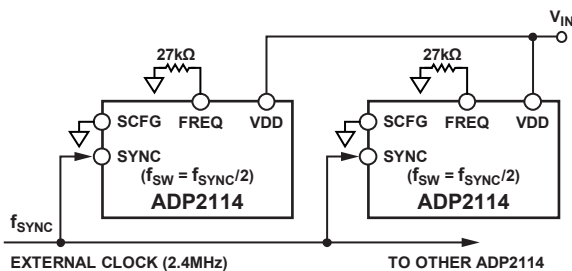 V_IN
27kΩ
27kΩ
SCFG FREQ VDD
SCFG FREQ VDD
SYNC
SYNC
(f_SW = f_SYNC/2)
(f_SW = f_SYNC/2)
ADP2114
ADP2114
f_SYNC
EXTERNAL CLOCK (2.4MHz)
TO OTHER ADP2114